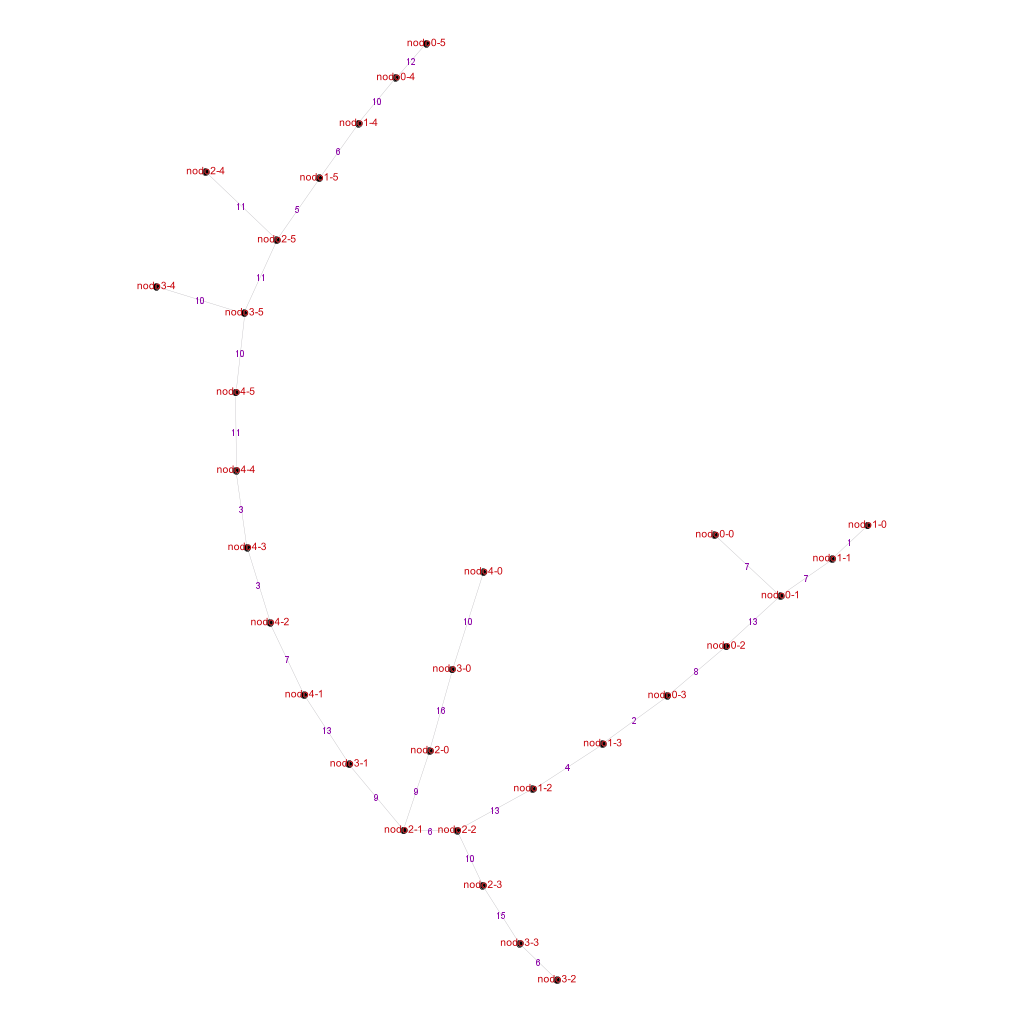 node0-5
12
node0-4
10
node1-4
6
node2-4
node1-5
11
5
node2-5
11
node3-4
10
node3-5
10
node4-5
11
node4-4
3
node1-0
node0-0
1
node4-3
node1-1
7
7
node4-0
3
node0-1
10
13
node4-2
node0-2
7
node3-0
8
node4-1
node0-3
16
2
13
node1-3
node2-0
node3-1
4
9
9
node1-2
13
node2-1
6
node2-2
10
node2-3
15
node3-3
6
node3-2